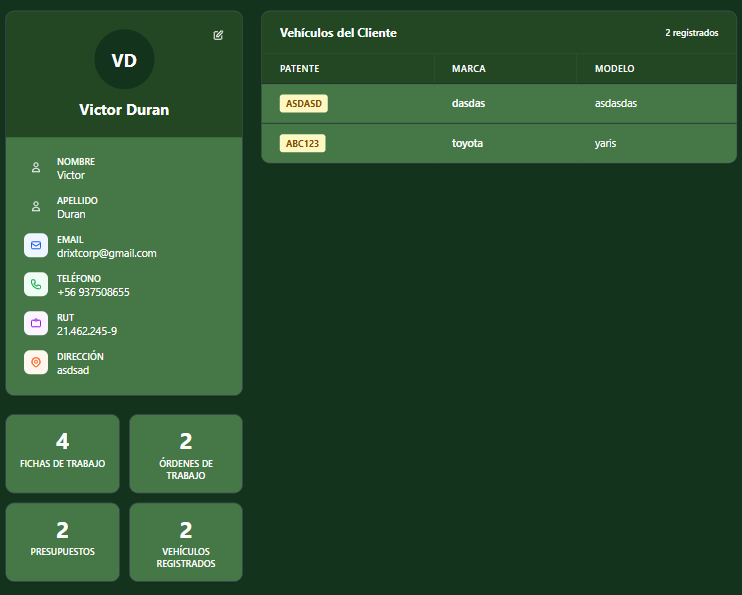 VD
Victor Duran
NOMBRE
Victor
APELLIDO
Duran
EMAIL
drixtcorp@gmail.com
TELÉFONO
+56 937508655
RUT
21.462.245-9
DIRECCIÓN
asdsad
4
FICHAS DE TRABAJO
2
ÓRDENES DE
TRABAJO
2
PRESUPUESTOS
2
VEHÍCULOS
REGISTRADOS
Vehículos del Cliente
2 registrados
PATENTE MARCA MODELO
ASDASD dasdas asdasdas
ABC123 toyota yaris